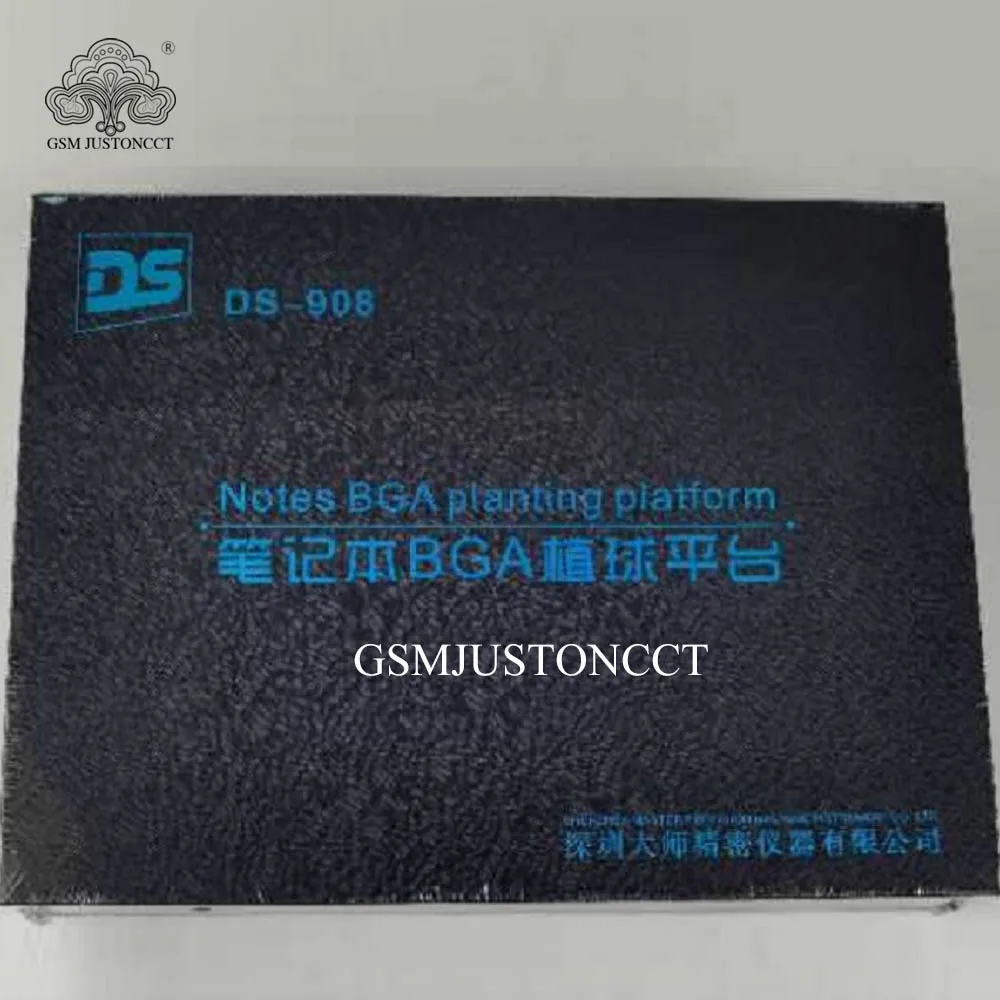 ®
GSM JUSTONCCT
DS
DS-908
Notes BGA planting platform
笔记本BGA植球平台
GSMJUSTONCCT
深圳大师精密仪器有限公司